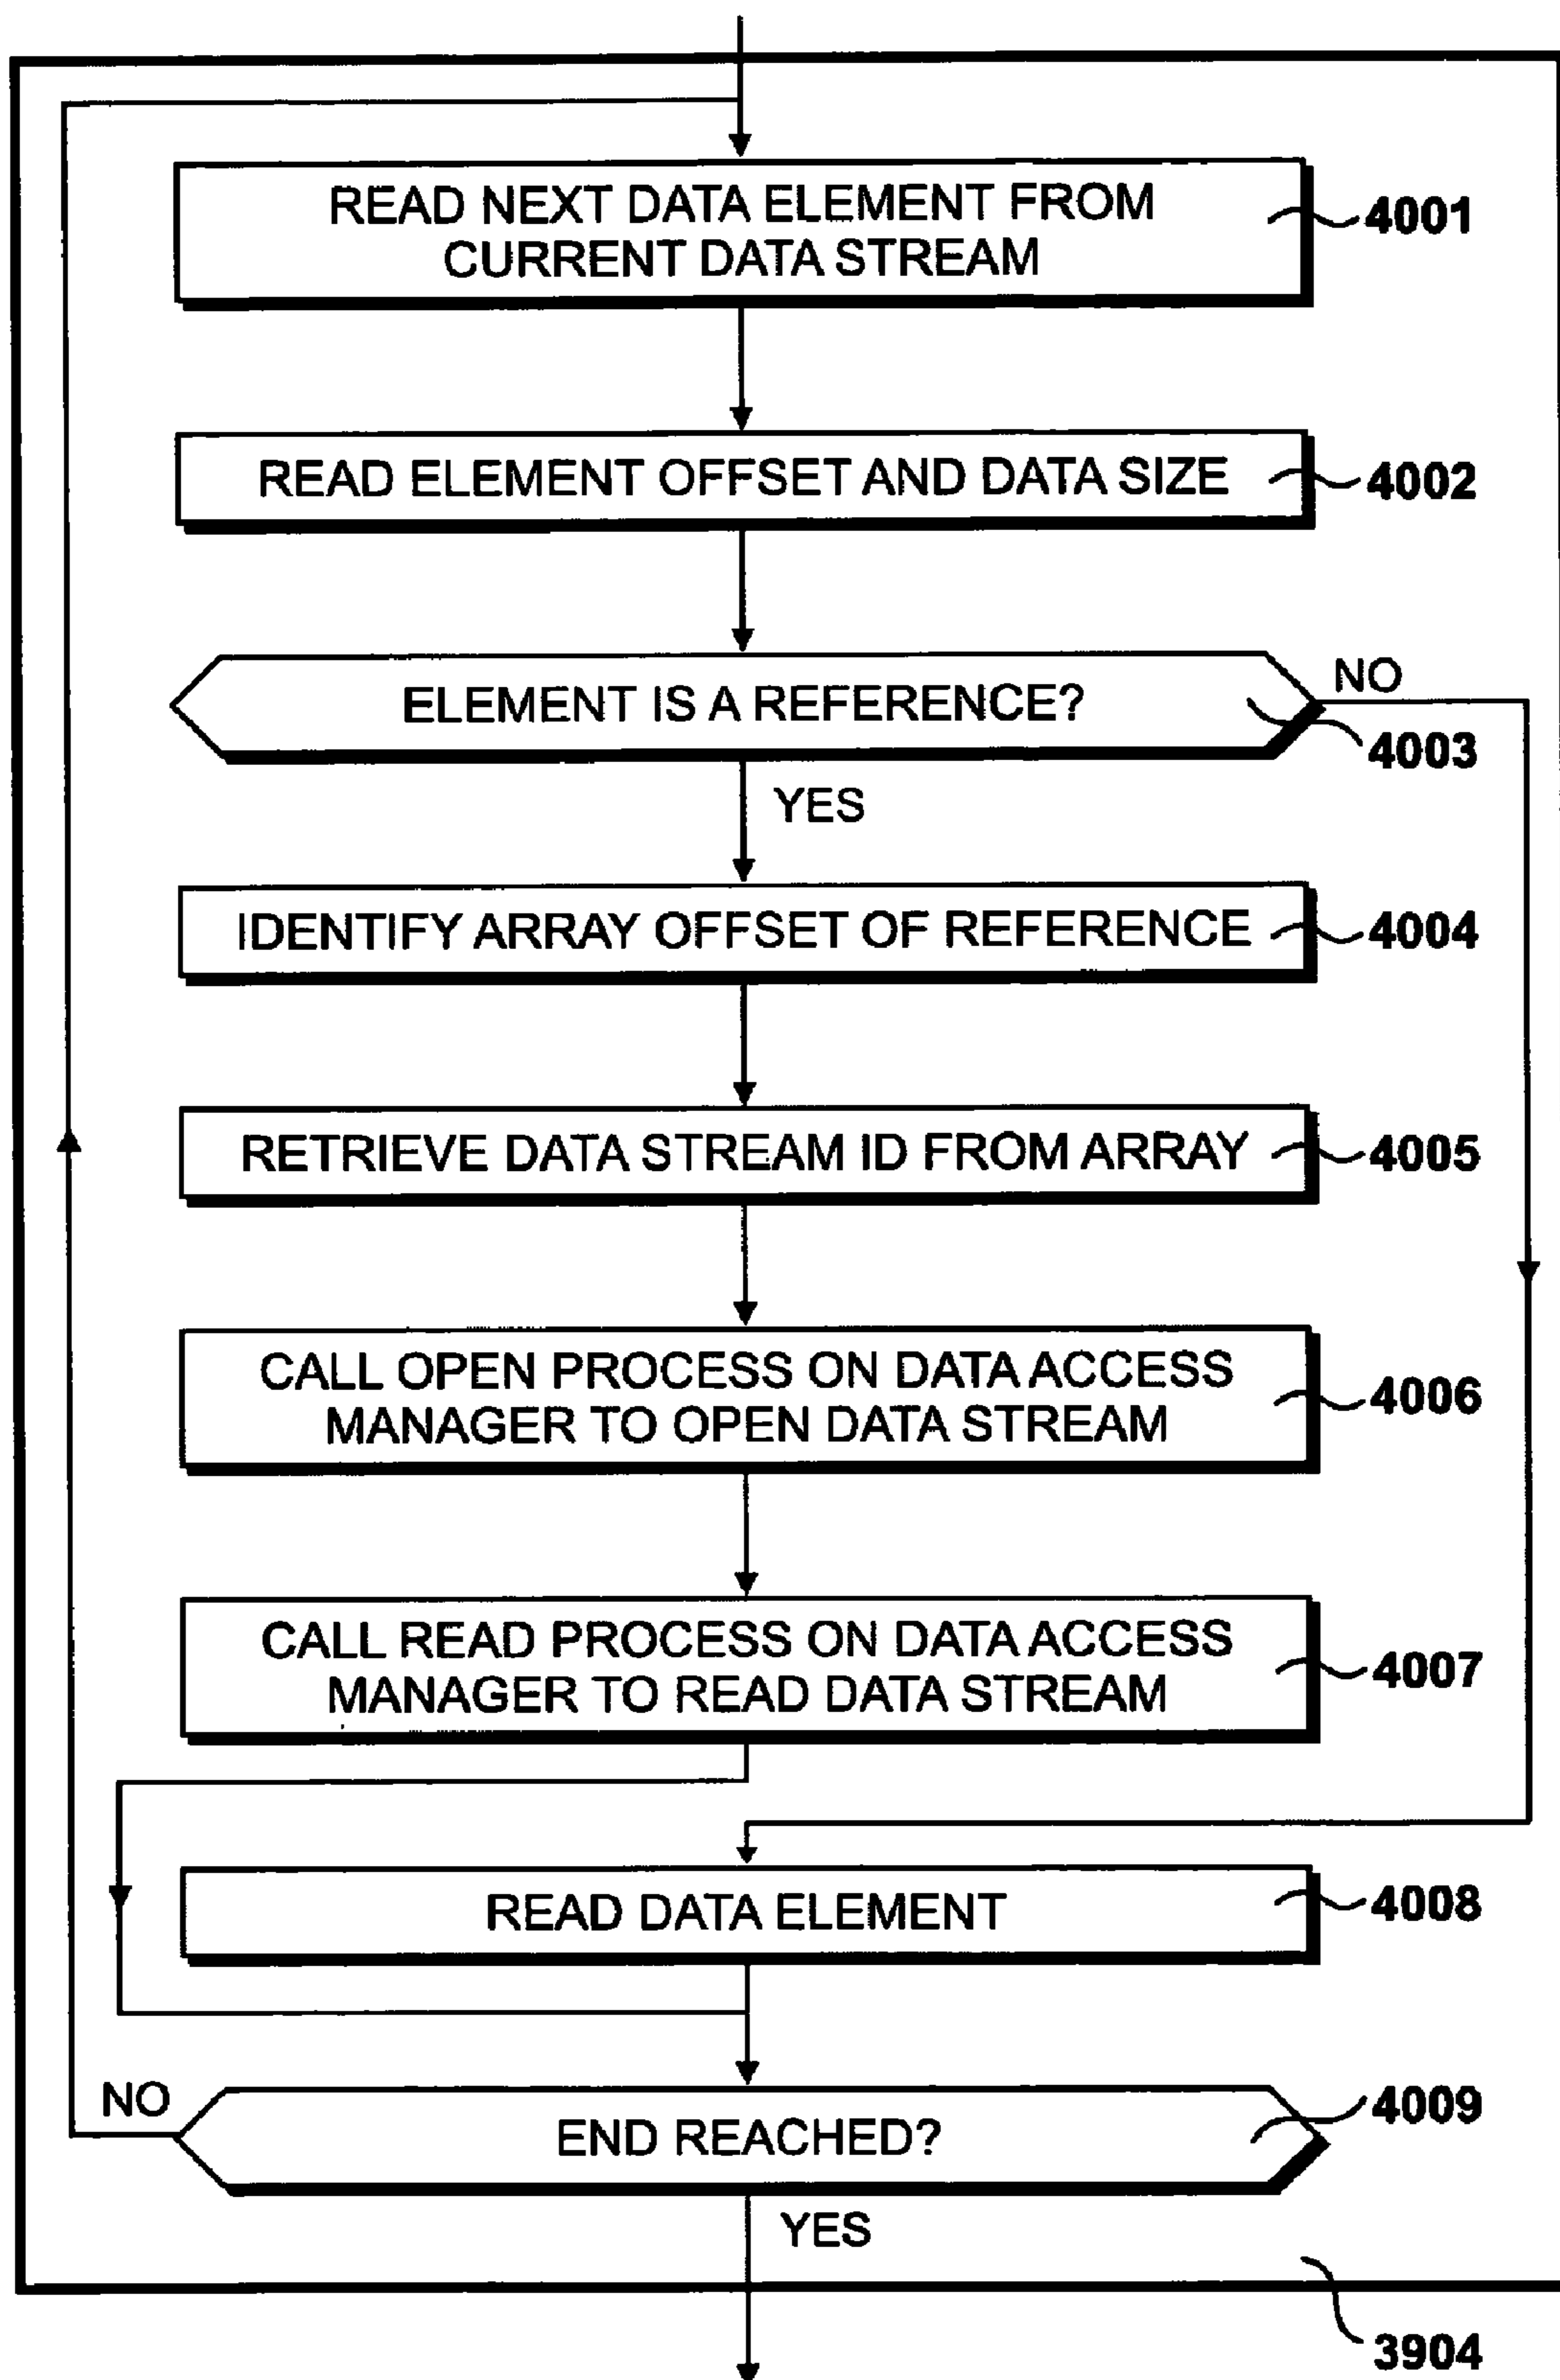 READ NEXT DATA ELEMENT FROM
CURRENT DATA STREAM
4001
READ ELEMENT OFFSET AND DATA SIZE
4002
ELEMENT IS A REFERENCE?
NO
4003
YES
IDENTIFY ARRAY OFFSET OF REFERENCE
4004
RETRIEVE DATA STREAM ID FROM ARRAY
4005
CALL OPEN PROCESS ON DATA ACCESS
MANAGER TO OPEN DATA STREAM
4006
CALL READ PROCESS ON DATA ACCESS
MANAGER TO READ DATA STREAM
4007
READ DATA ELEMENT
4008
NO
END REACHED?
4009
YES
3904